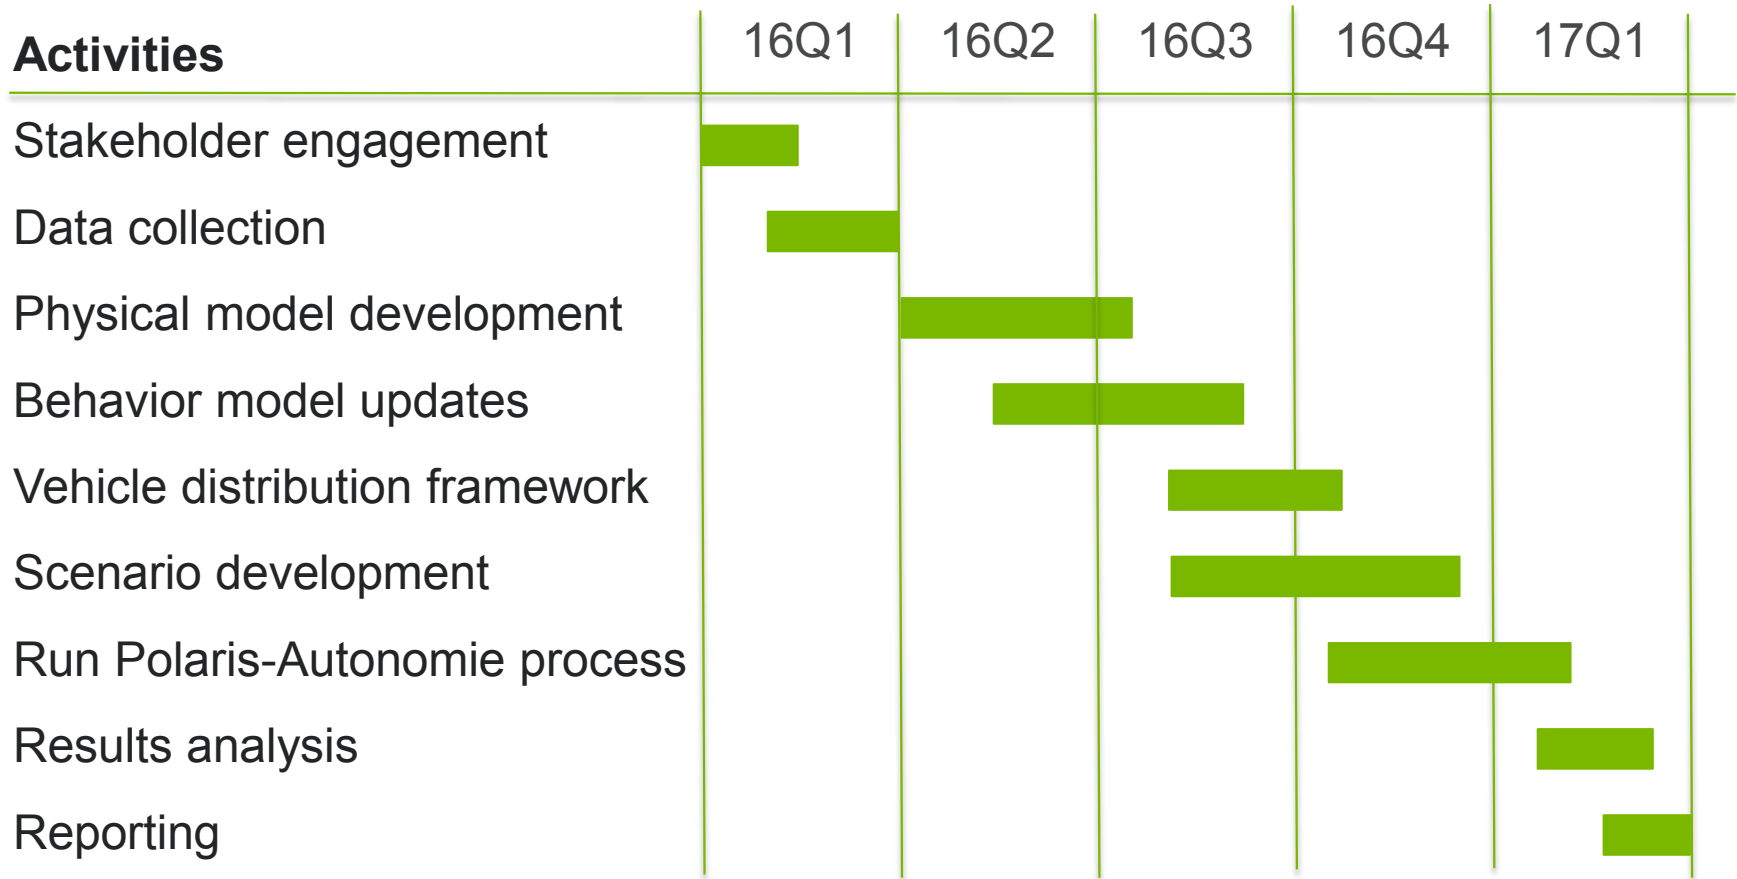 Activities 16Q1 16Q2 16Q3 16Q4 17Q1
Stakeholder engagement
Data collection
Physical model development
Behavior model updates
Vehicle distribution framework
Scenario development
Run Polaris-Autonomie process
Results analysis
Reporting